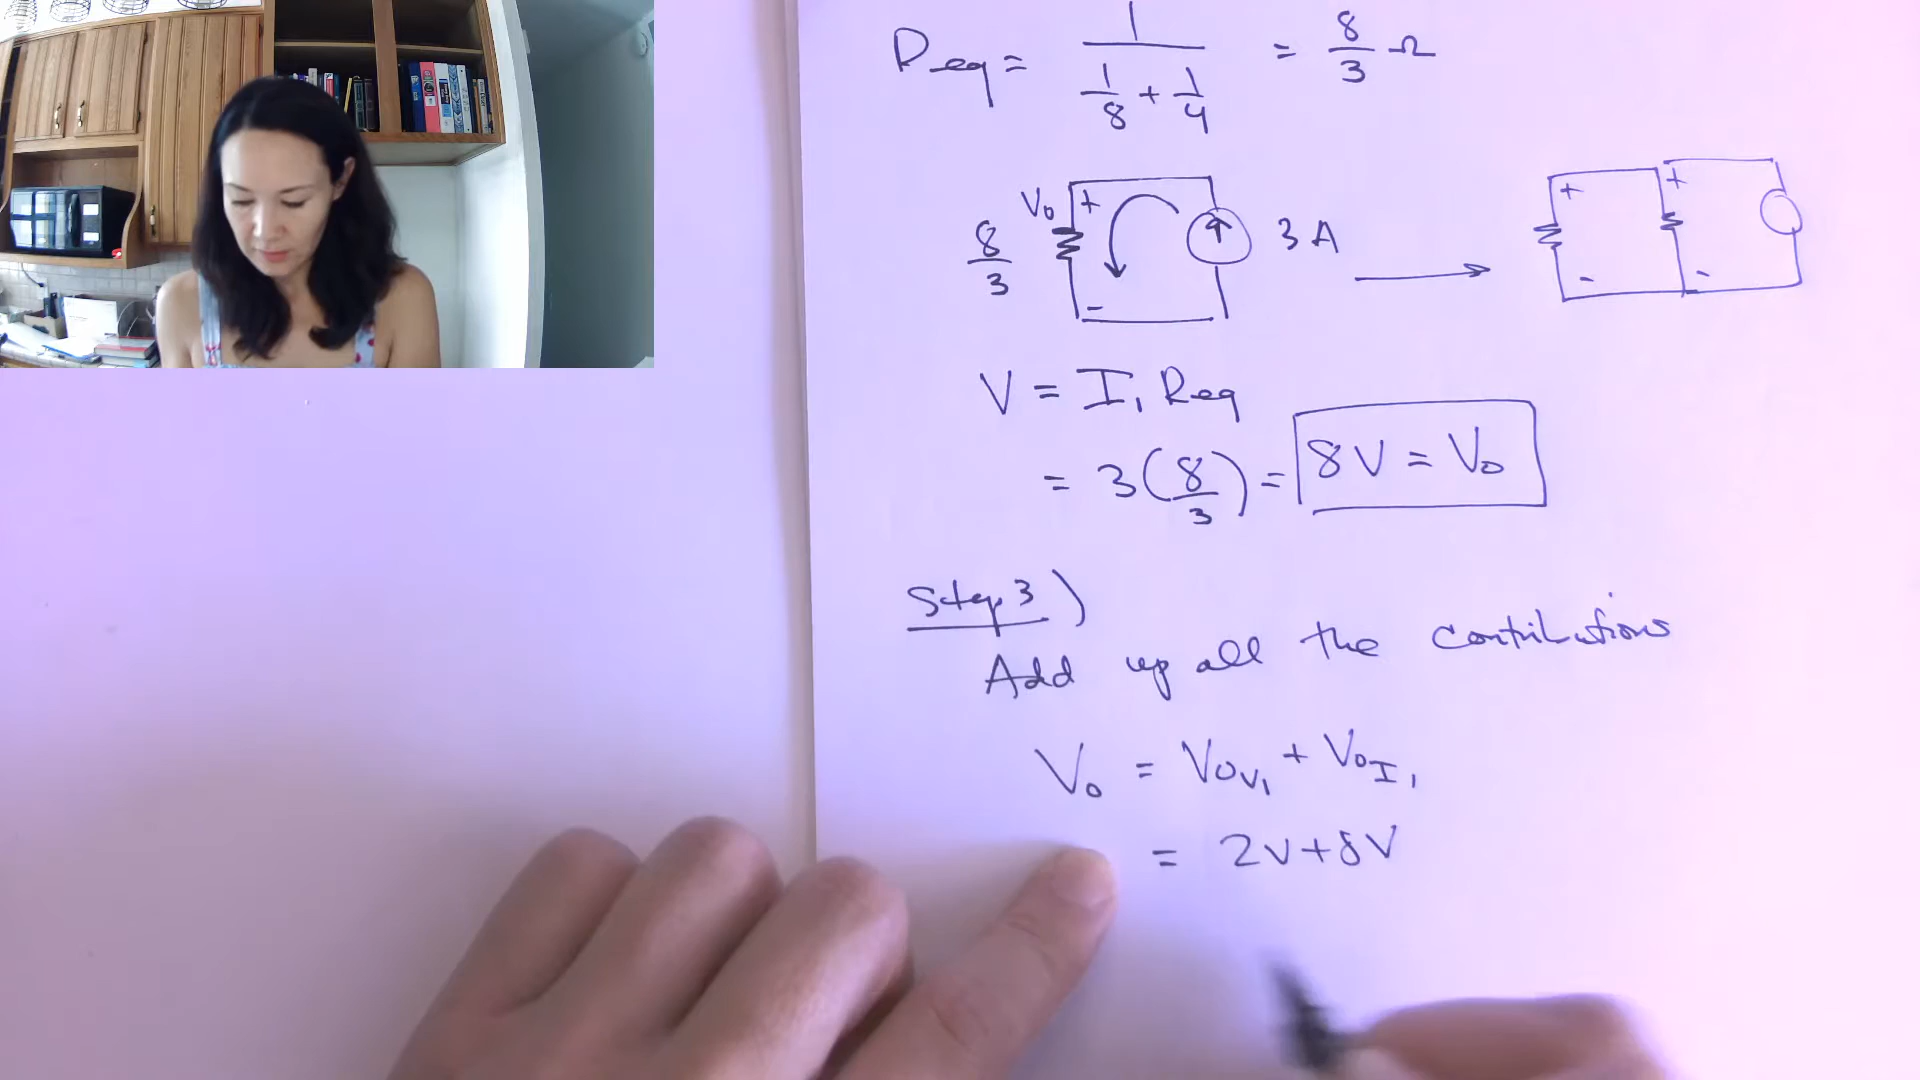 Req = 1 / (1/8 + 1/4) = 8/3 Ω
Vo + - 8/3 3 A
+ - + -
V = I1 Req
= 3(8/3) = 8V = Vo
Step 3)
Add up all the contributions
Vo = VoV1 + VoI1
= 2V+8V